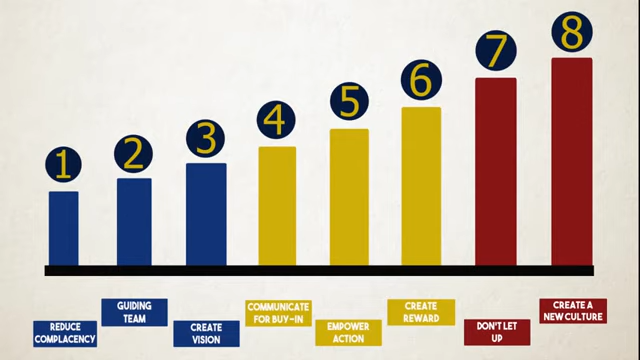 1
2
3
4
5
6
7
8
REDUCE
COMPLACENCY
GUIDING
TEAM
CREATE
VISION
COMMUNICATE
FOR BUY-IN
EMPOWER
ACTION
CREATE
REWARD
DON'T LET
UP
CREATE A
NEW CULTURE